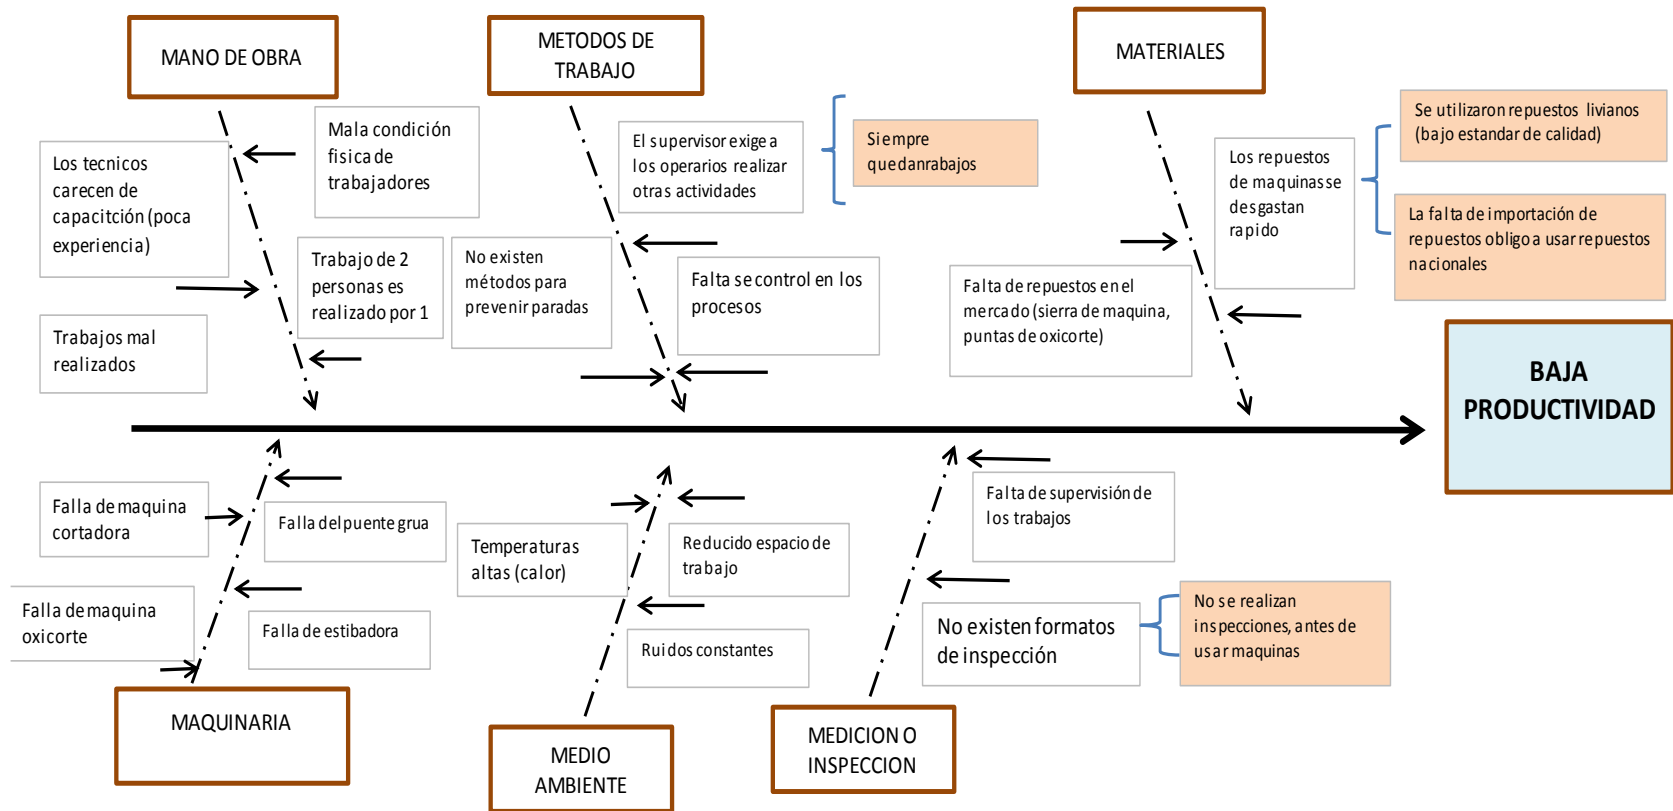 MANO DE OBRA
METODOS DE
TRABAJO
MATERIALES
Mala condición
fisica de
trabajadores
Los tecnicos
carecen de
capacitción (poca
experiencia)
Trabajo de 2
personas es
realizado por 1
Trabajos mal
realizados
El supervisor exige a
los operarios realizar
otras actividades
Siempre
quedanrabajos
No existen
métodos para
prevenir paradas
Falta se control en los
procesos
Los repuestos
de maquinas se
desgastan
rapido
Se utilizaron repuestos livianos
(bajo estandar de calidad)
La falta de importación de
repuestos obligo a usar repuestos
nacionales
Falta de repuestos en el
mercado (sierra de maquina,
puntas de oxicorte)
BAJA
PRODUCTIVIDAD
Falla de maquina
cortadora
Falla del puente grua
Falla de maquina
oxicorte
Falla de estibadora
Temperaturas
altas (calor)
Reducido espacio de
trabajo
Ruidos constantes
Falta de supervisión de
los trabajos
No existen formatos
de inspección
No se realizan
inspecciones, antes de
usar maquinas
MAQUINARIA
MEDIO
AMBIENTE
MEDICION O
INSPECCION